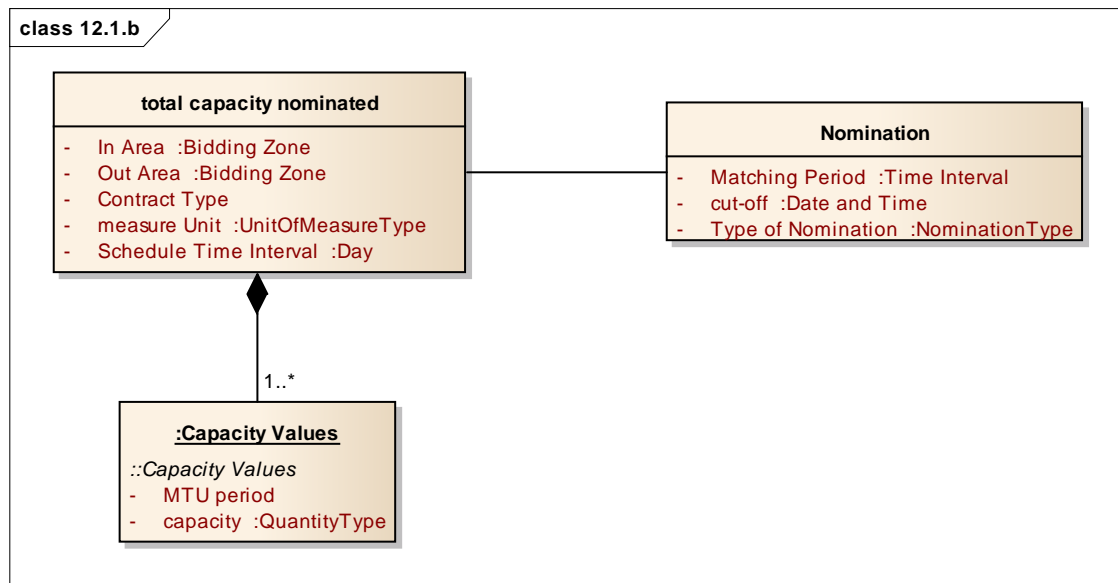 class 12.1.b
total capacity nominated
- In Area :Bidding Zone
- Out Area :Bidding Zone
- Contract Type
- measure Unit :UnitOfMeasureType
- Schedule Time Interval :Day
Nomination
- Matching Period :Time Interval
- cut-off :Date and Time
- Type of Nomination :NominationType
1..*
:Capacity Values
::Capacity Values
- MTU period
- capacity :QuantityType